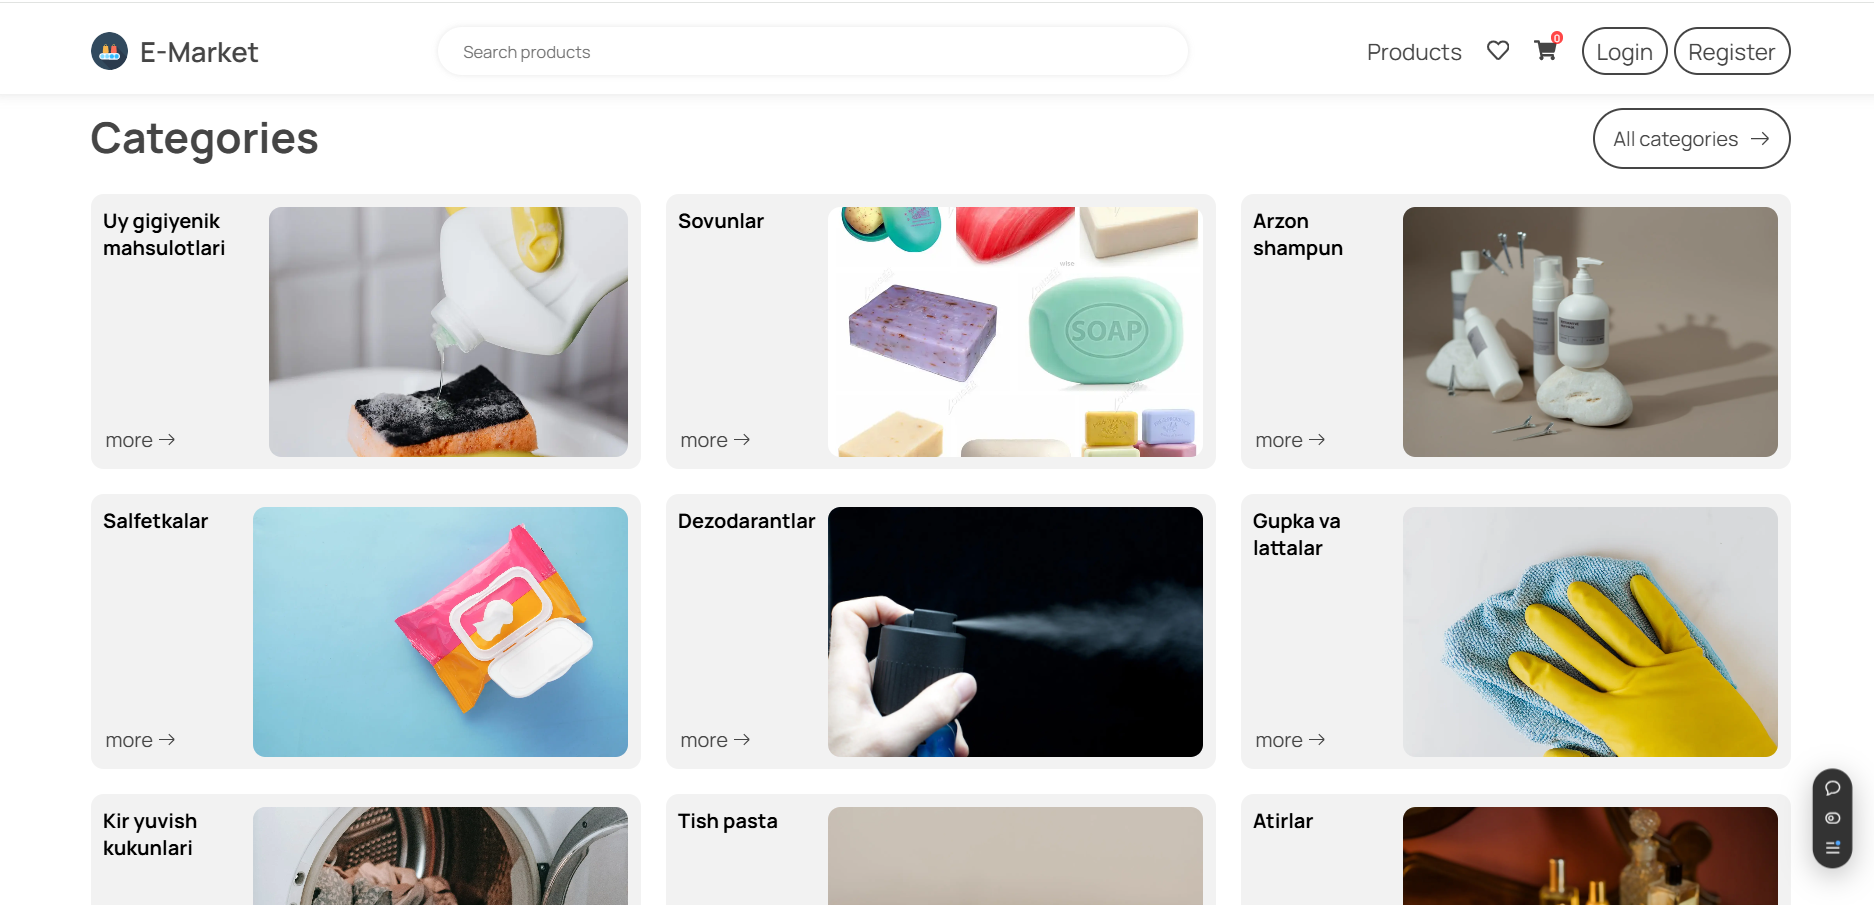 E-Market
Search products
Products
0
Login
Register
Categories
All categories
Uy gigiyenik
mahsulotlari
more
Sovunlar
wise
SOAP
more
Arzon
shampun
more
Salfetkalar
more
Dezodarantlar
more
Gupka va
lattalar
more
Kir yuvish
kukunlari
Tish pasta
Atirlar